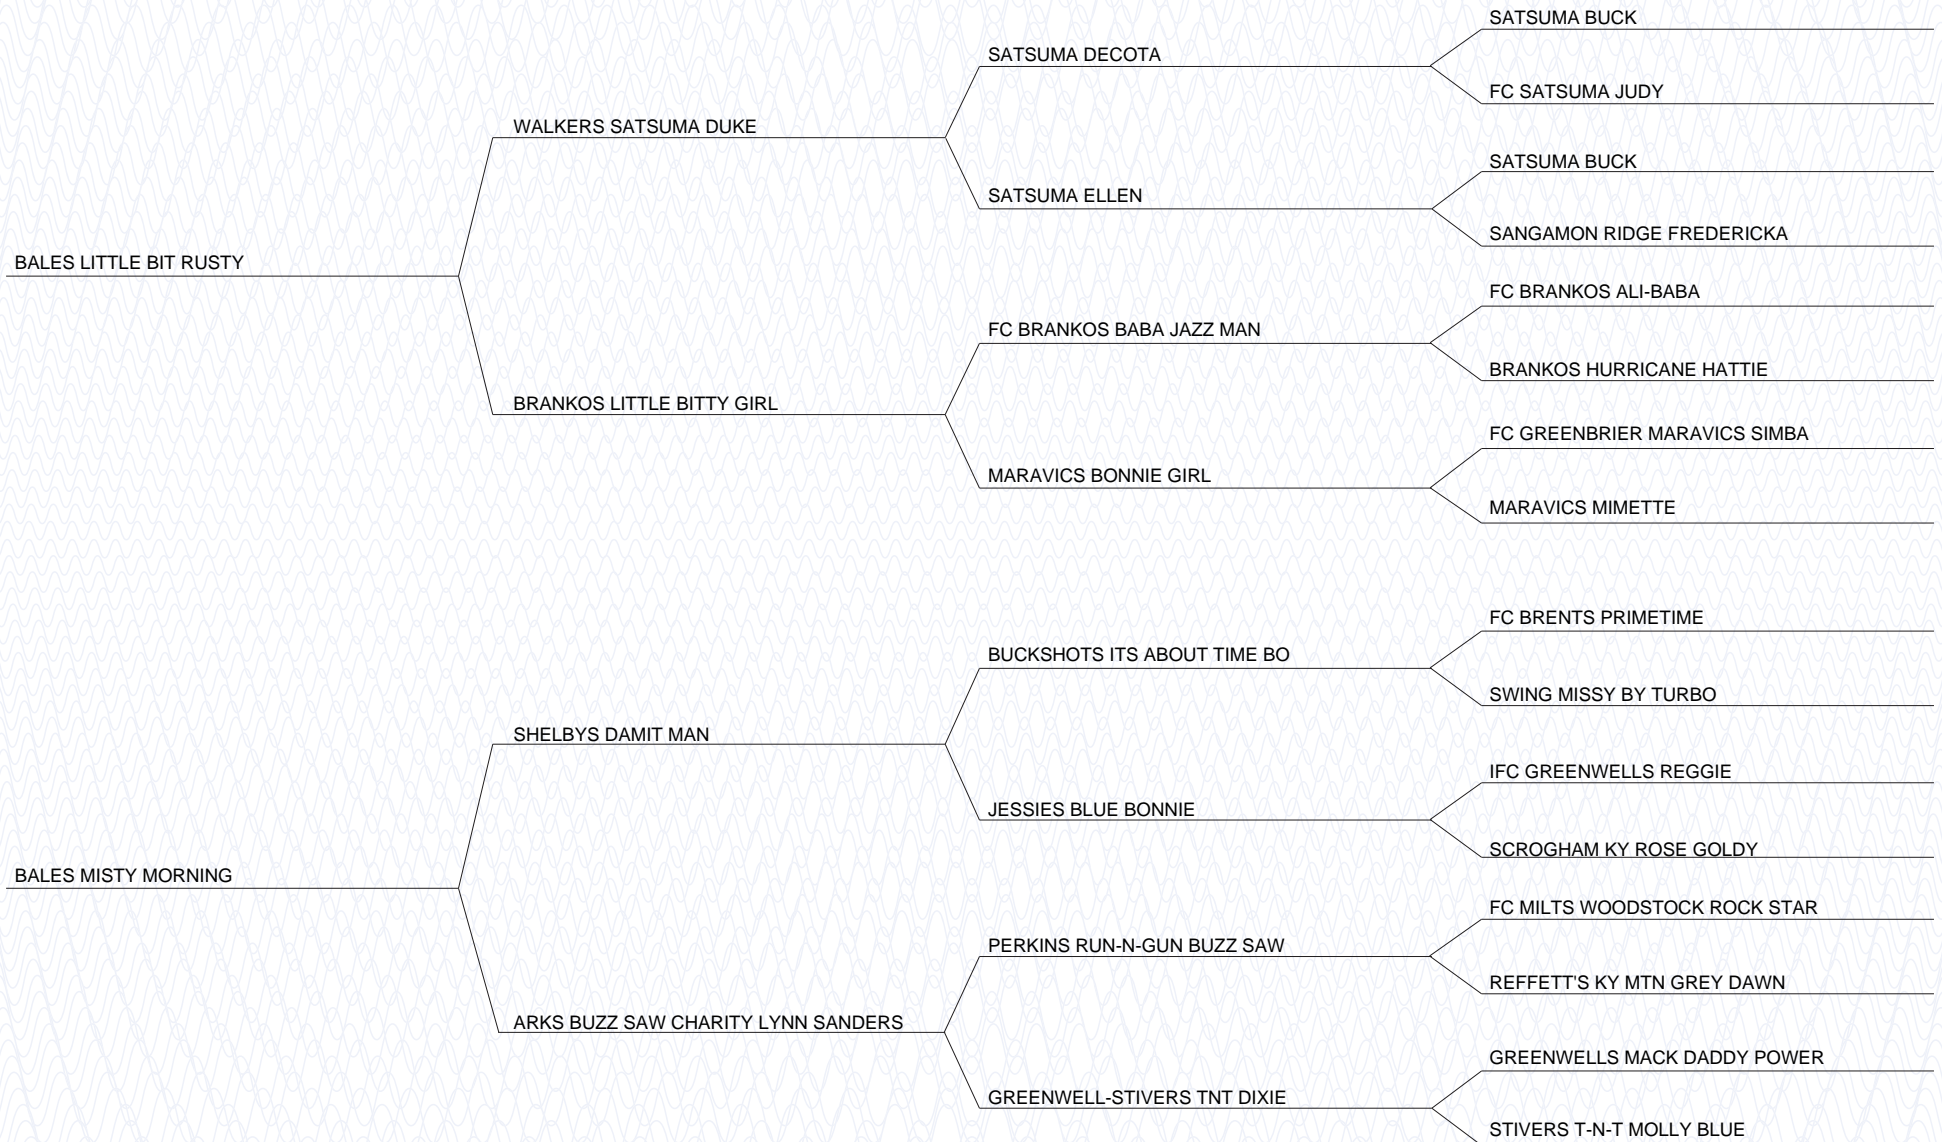 SATSUMA BUCK
SATSUMA DECOTA
FC SATSUMA JUDY
WALKERS SATSUMA DUKE
SATSUMA BUCK
SATSUMA ELLEN
SANGAMON RIDGE FREDERICKA
BALES LITTLE BIT RUSTY
FC BRANKOS ALI-BABA
FC BRANKOS BABA JAZZ MAN
BRANKOS HURRICANE HATTIE
BRANKOS LITTLE BITTY GIRL
FC GREENBRIER MARAVICS SIMBA
MARAVICS BONNIE GIRL
MARAVICS MIMETTE
FC BRENTS PRIMETIME
BUCKSHOTS ITS ABOUT TIME BO
SWING MISSY BY TURBO
SHELBYS DAMIT MAN
IFC GREENWELLS REGGIE
JESSIES BLUE BONNIE
SCROGHAM KY ROSE GOLDY
BALES MISTY MORNING
FC MILTS WOODSTOCK ROCK STAR
PERKINS RUN-N-GUN BUZZ SAW
REFFETT'S KY MTN GREY DAWN
ARKS BUZZ SAW CHARITY LYNN SANDERS
GREENWELLS MACK DADDY POWER
GREENWELL-STIVERS TNT DIXIE
STIVERS T-N-T MOLLY BLUE